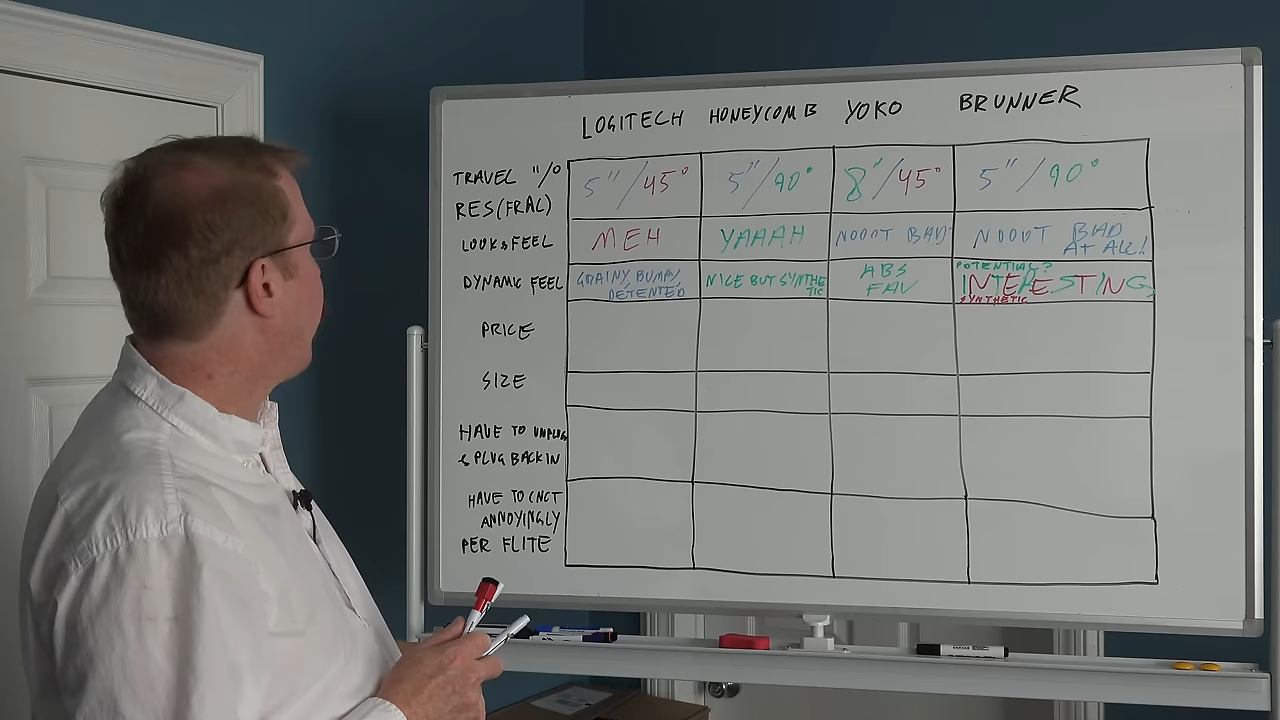 LOGITECH HONEYCOMB YOKO BRUNNER
TRAVEL "/° 5"/45° 5"/90° 8"/45° 5"/90°
RES(FRAC)
LOOK&FEEL MEH YAAAH NOOOT BAD NOOOT BAD
AT ALL!
DYNAMIC FEEL GRAINY, BUMPY, NICE BUT SYNTHE ABS POTENTIAL?
DETENTED TIC FAV INTERESTING
SYNTHETIC
PRICE
SIZE
HAVE TO UNPLUG
& PLUG BACK IN
HAVE TO CNCT
ANNOYINGLY
PER FLITE